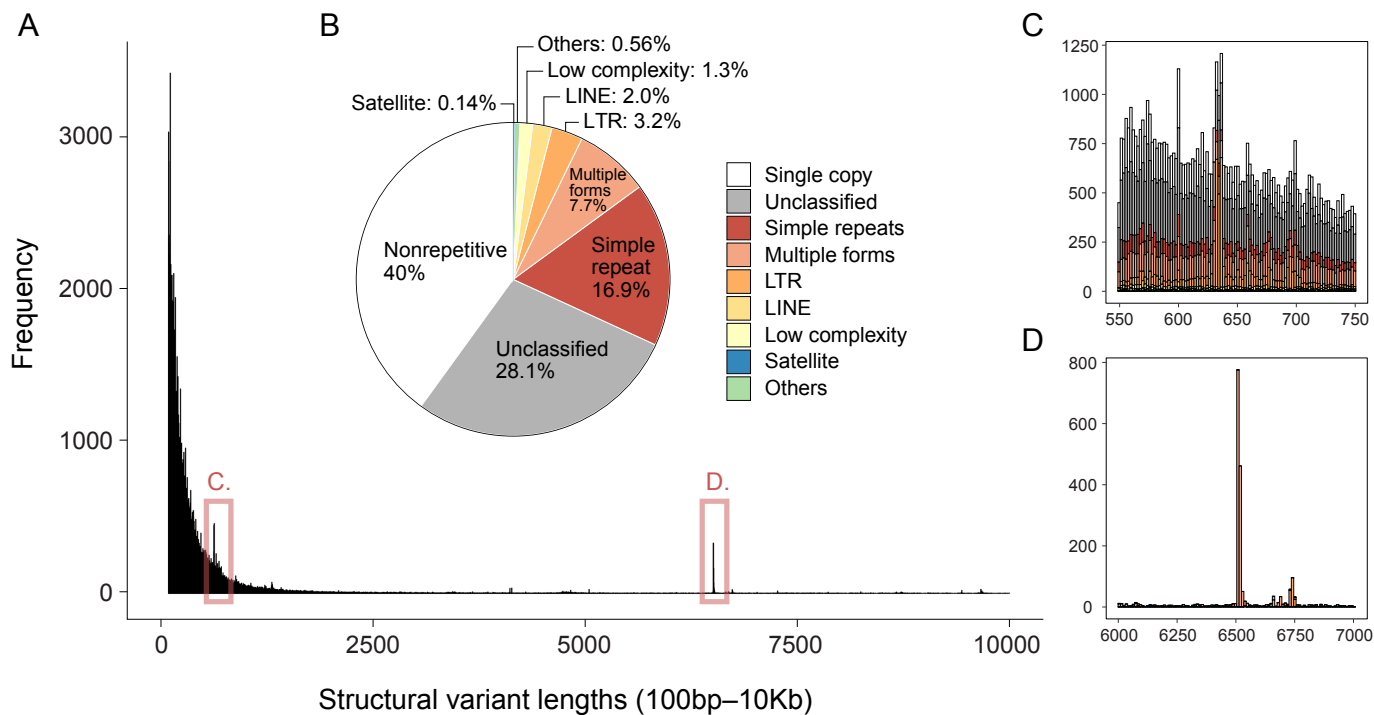 A
Frequency
3000
2000
1000
0
0
2500
5000
7500
10000
Structural variant lengths (100bp–10Kb)
C.
D.
B
Others: 0.56%
Low complexity: 1.3%
Satellite: 0.14%
LINE: 2.0%
LTR: 3.2%
Multiple
forms
7.7%
Nonrepetitive
40%
Simple
repeat
16.9%
Unclassified
28.1%
Single copy
Unclassified
Simple repeats
Multiple forms
LTR
LINE
Low complexity
Satellite
Others
C
1250
1000
750
500
250
0
550
600
650
700
750
D
800
600
400
200
0
6000
6250
6500
6750
7000